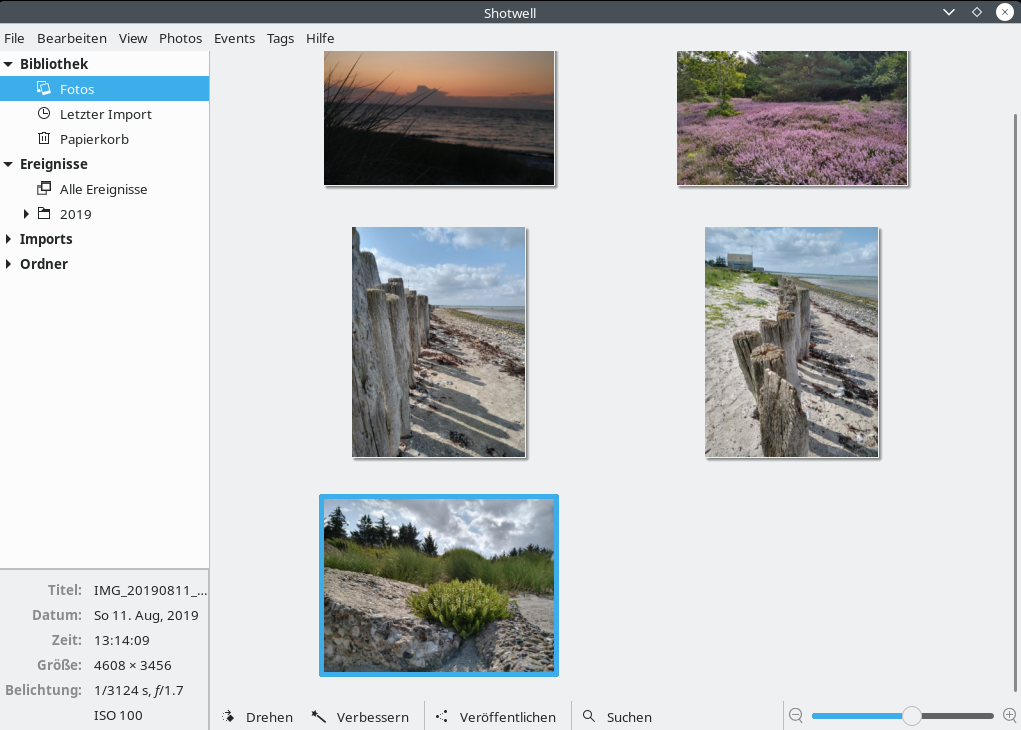 Shotwell
File Bearbeiten View Photos Events Tags Hilfe
Bibliothek
Fotos
Letzter Import
Papierkorb
Ereignisse
Alle Ereignisse
2019
Imports
Ordner
Titel: IMG_20190811_...
Datum: So 11. Aug, 2019
Zeit: 13:14:09
Größe: 4608 × 3456
Belichtung: 1/3124 s, f/1.7
ISO 100
Drehen Verbessern Veröffentlichen Suchen